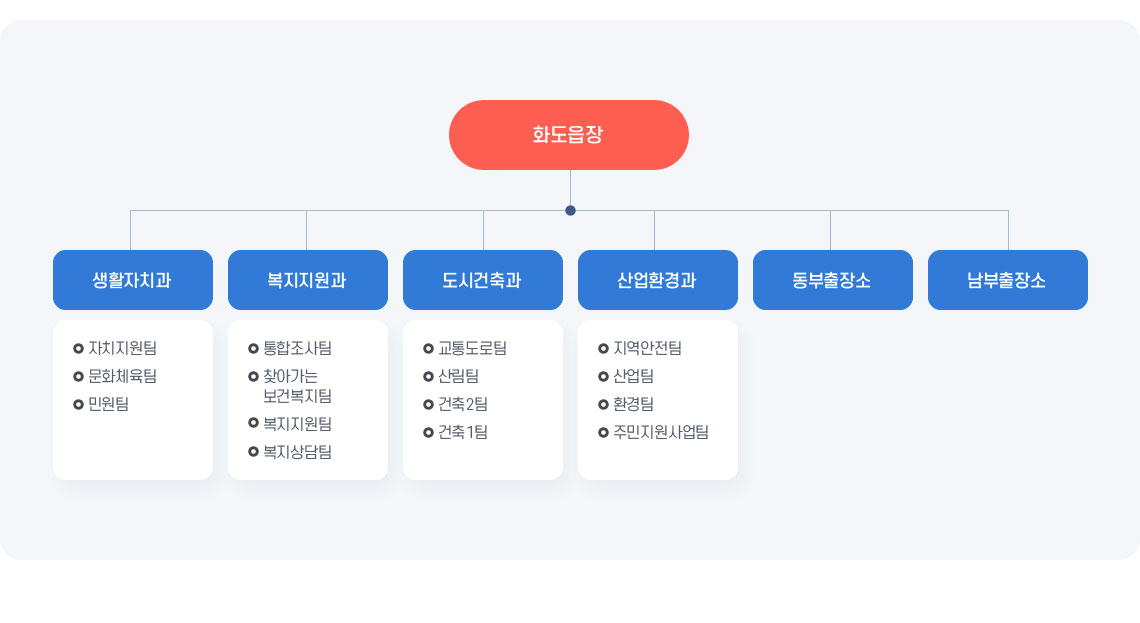 화도읍장
생활자치과
자치지원팀
문화체육팀
민원팀
복지지원과
통합조사팀
찾아가는
보건복지팀
복지지원팀
복지상담팀
도시건축과
교통도로팀
산림팀
건축2팀
건축1팀
산업환경과
지역안전팀
산업팀
환경팀
주민지원사업팀
동부출장소
남부출장소